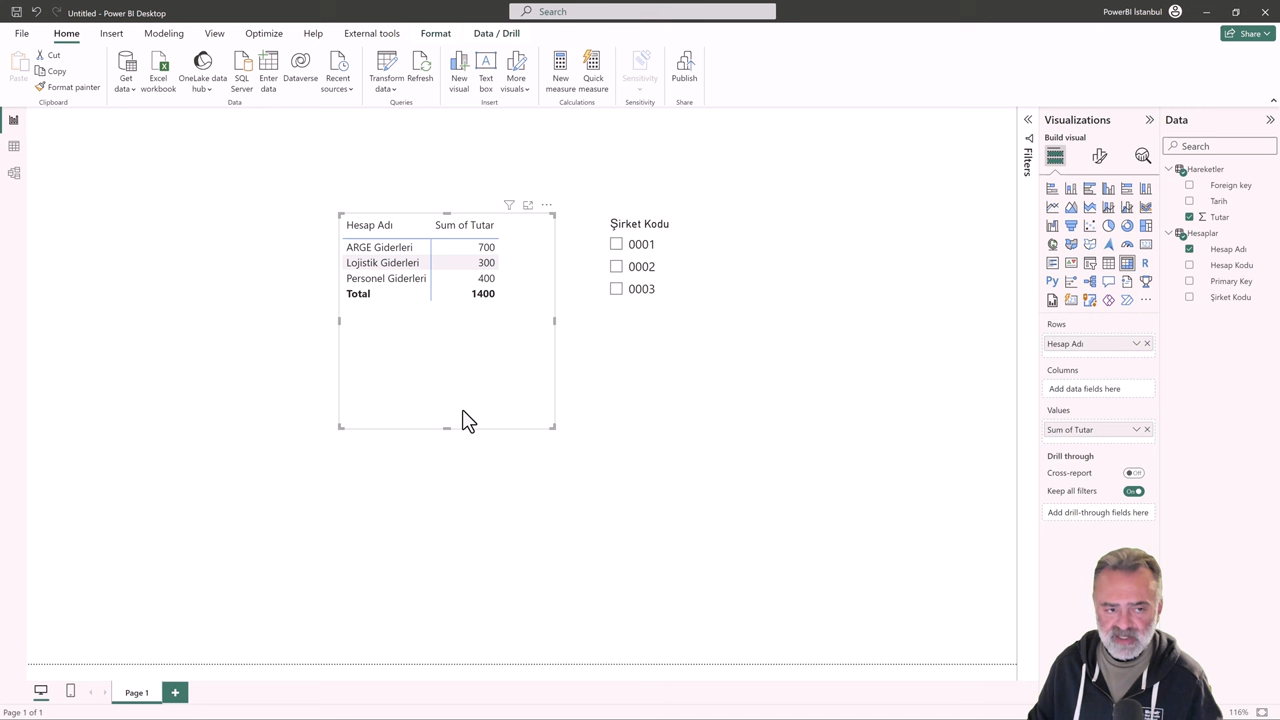 Untitled - Power BI Desktop
Search
PowerBI Istanbul
File
Home
Insert
Modeling
View
Optimize
Help
External tools
Format
Data / Drill
Share
Paste
Cut
Copy
Format painter
Clipboard
Get data
Excel workbook
OneLake data hub
SQL Server
Enter data
Dataverse
Recent sources
Data
Transform data
Refresh
Queries
New visual
Text box
More visuals
Insert
New measure
Quick measure
Calculations
Sensitivity
Sensitivity
Publish
Share
Hesap Adı Sum of Tutar
ARGE Giderleri 700
Lojistik Giderleri 300
Personel Giderleri 400
Total 1400
Şirket Kodu
0001
0002
0003
Filters
Visualizations
Build visual
R
Py
Rows
Hesap Adı
Columns
Add data fields here
Values
Sum of Tutar
Drill through
Cross-report Off
Keep all filters On
Add drill-through fields here
Data
Search
Hareketler
Foreign key
Tarih
Tutar
Hesaplar
Hesap Adı
Hesap Kodu
Primary Key
Şirket Kodu
Page 1
Page 1 of 1
116%